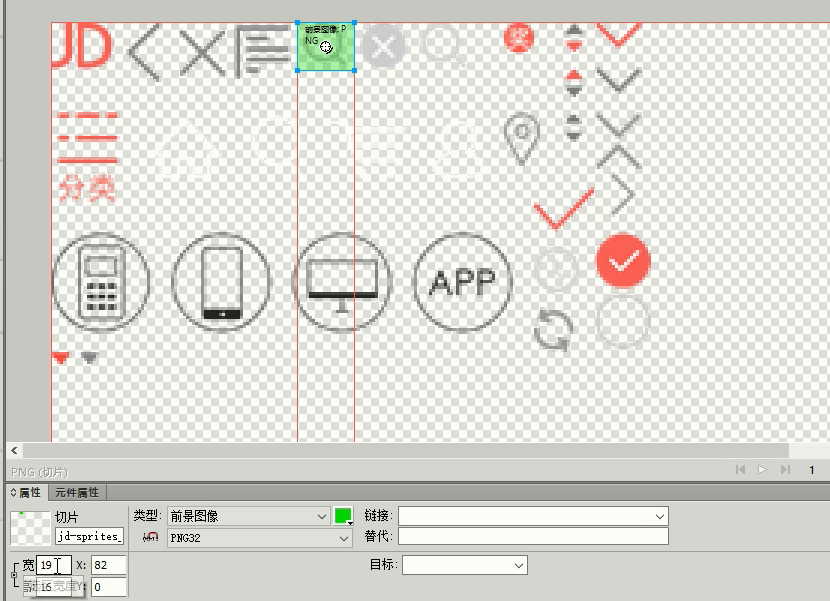 JD
前景图像: P
NG
奖
分类
APP
PNG (切片)
1
属性 元件属性
切片 类型: 前景图像 链接:
jd-sprites_ PNG32 替代:
宽 19 X: 82 目标:
16 Y: 0